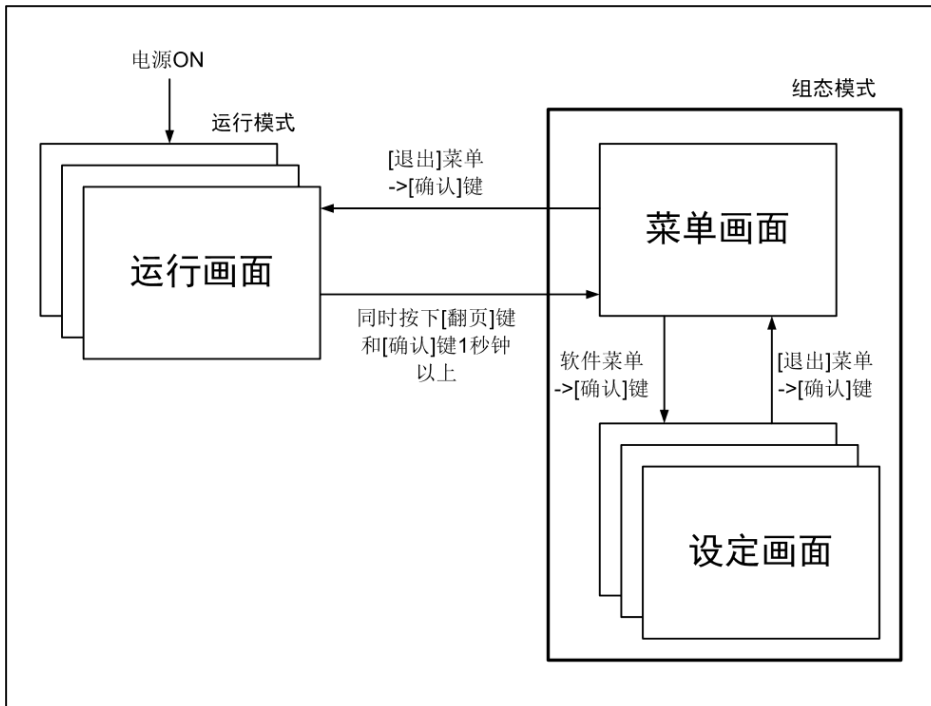 电源ON
组态模式
运行模式
[退出]菜单
->[确认]键
菜单画面
运行画面
同时按下[翻页]键
和[确认]键1秒钟
以上
软件菜单
->[确认]键
[退出]菜单
->[确认]键
设定画面